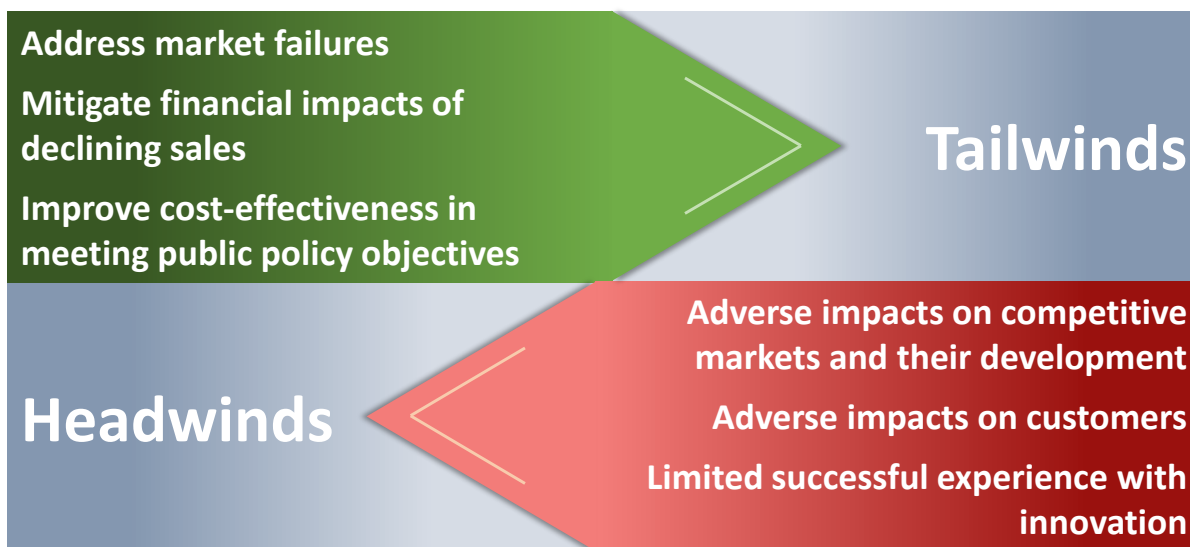 Address market failures
Mitigate financial impacts of
declining sales
Improve cost-effectiveness in
meeting public policy objectives
Tailwinds
Headwinds
Adverse impacts on competitive
markets and their development
Adverse impacts on customers
Limited successful experience with
innovation